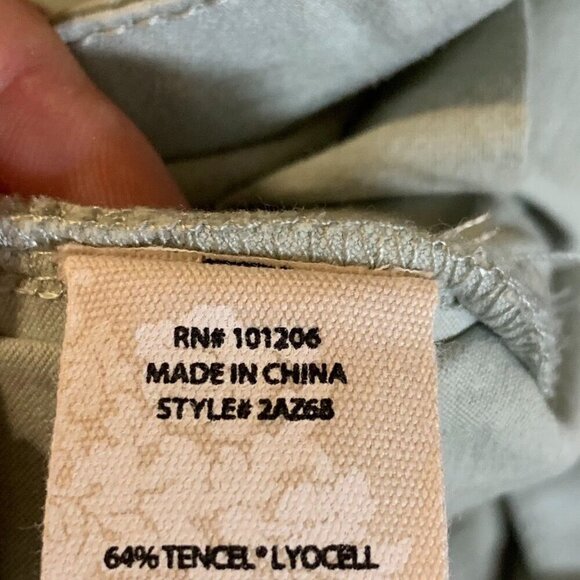 RN# 101206
MADE IN CHINA
STYLE# 2AZ68
64% TENCEL® LYOCELL